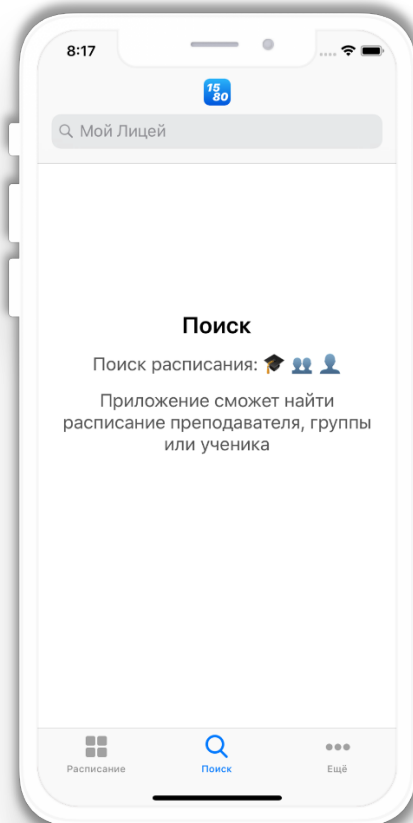 8:17
15
80
Мой Лицей
Поиск
Поиск расписания:
Приложение сможет найти
расписание преподавателя, группы
или ученика
Расписание
Поиск
Ещё